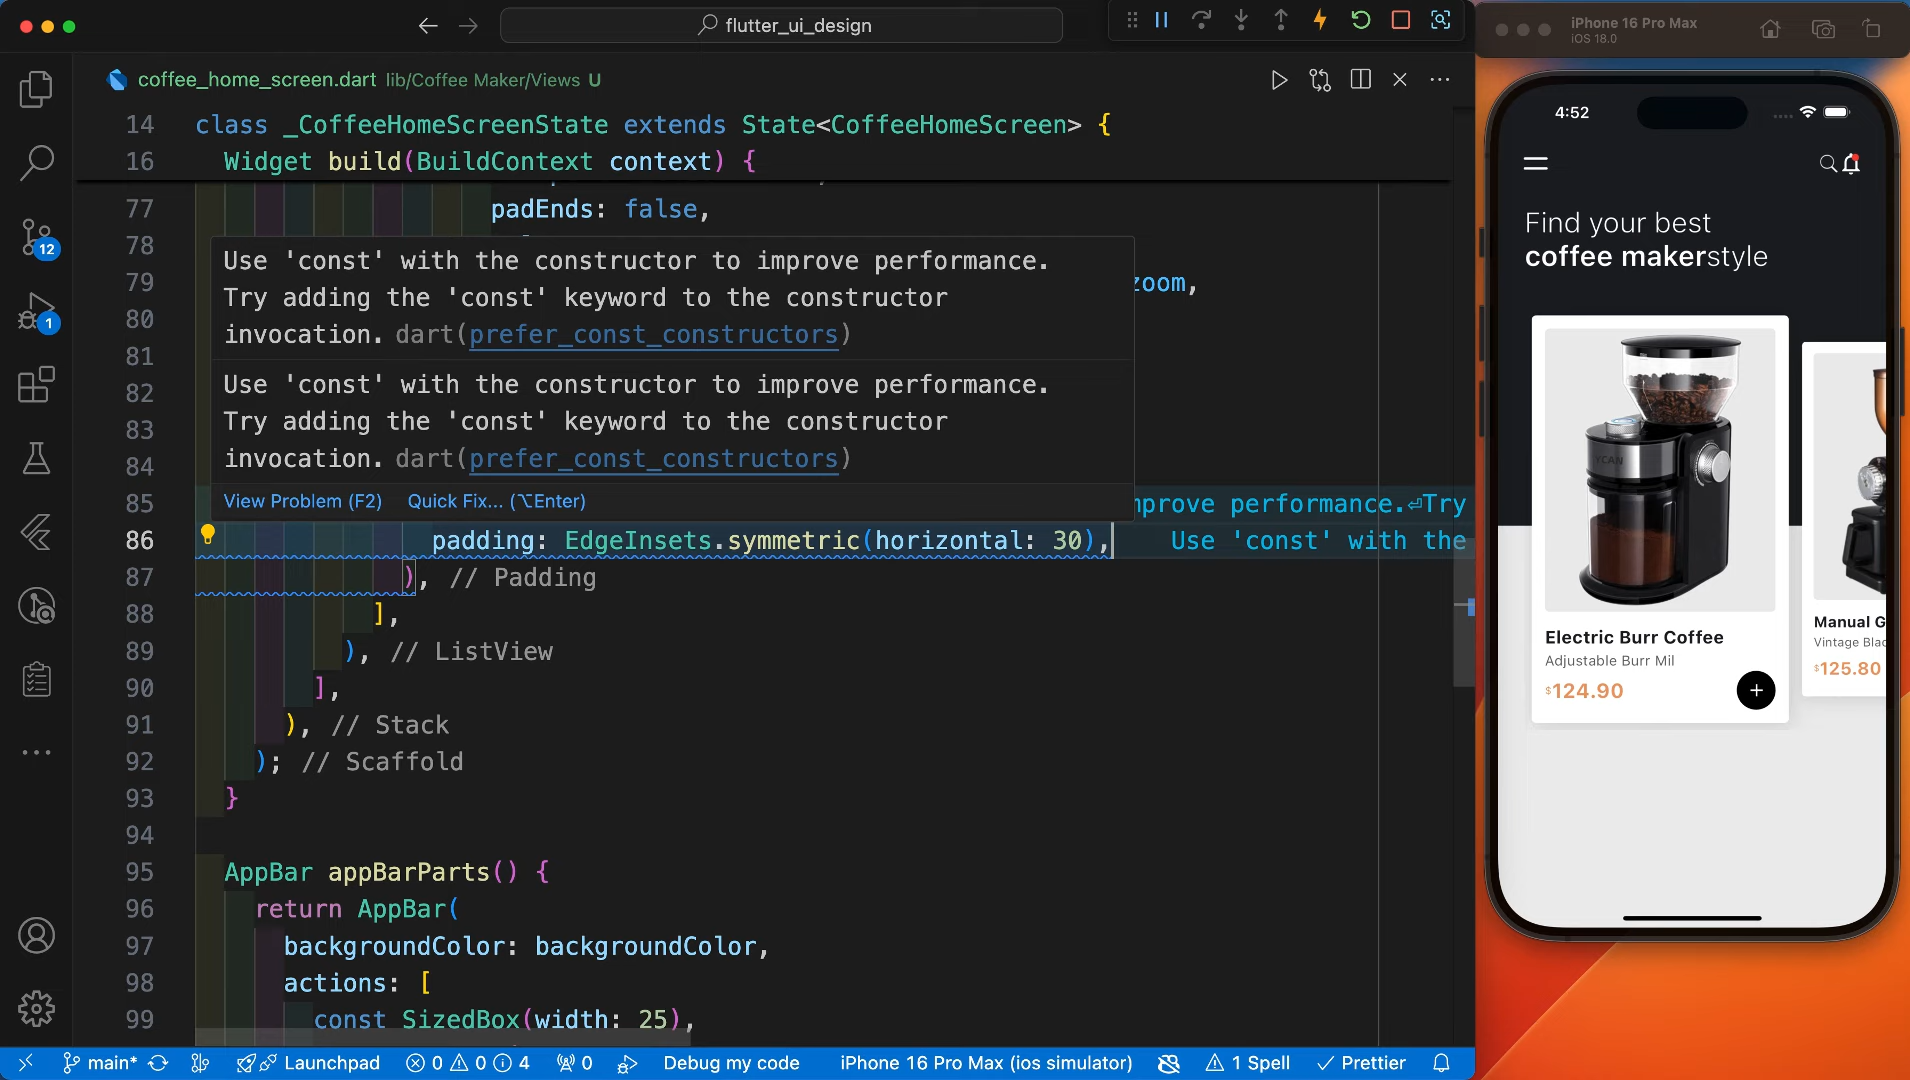 flutter_ui_design
coffee_home_screen.dart lib/Coffee Maker/Views U
14 class _CoffeeHomeScreenState extends State<CoffeeHomeScreen> {
16 Widget build(BuildContext context) {
77 padEnds: false,
78
79 zoom,
80
81
82
83
84
85 mprove performance.⏎Try
Use 'const' with the constructor to improve performance.
Try adding the 'const' keyword to the constructor
invocation. dart(prefer_const_constructors)
Use 'const' with the constructor to improve performance.
Try adding the 'const' keyword to the constructor
invocation. dart(prefer_const_constructors)
View Problem (F2) Quick Fix... (⌥Enter)
86 padding: EdgeInsets.symmetric(horizontal: 30), Use 'const' with the
87 ), // Padding
88 ],
89 ), // ListView
90 ],
91 ), // Stack
92 ); // Scaffold
93 }
94
95 AppBar appBarParts() {
96 return AppBar(
97 backgroundColor: backgroundColor,
98 actions: [
99 const SizedBox(width: 25),
12
1
main* Launchpad 0 0 4 0 Debug my code iPhone 16 Pro Max (ios simulator) 1 Spell Prettier
iPhone 16 Pro Max
iOS 18.0
4:52
Find your best
coffee makerstyle
Electric Burr Coffee
Adjustable Burr Mil
$124.90
+
Manual G
Vintage Blac
$125.80